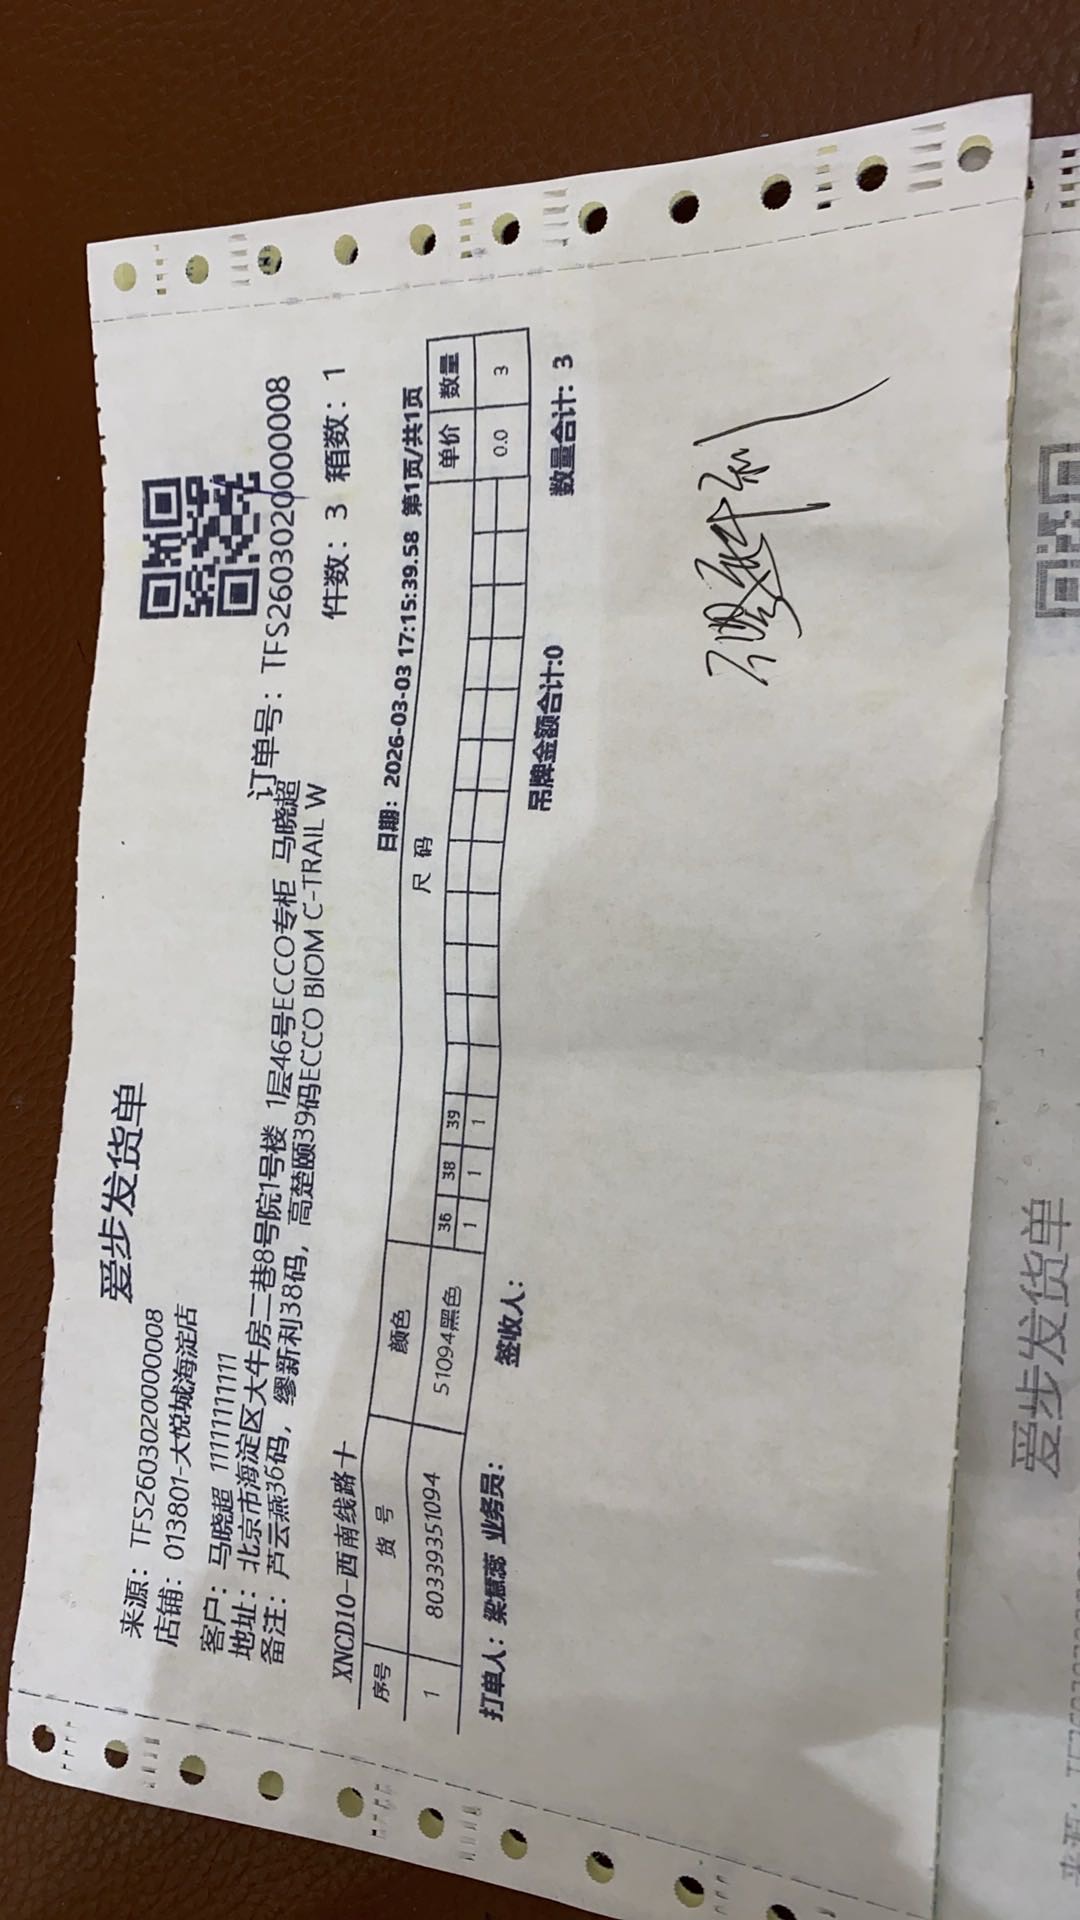 爱步发货单
来源：TFS2603020000008
店铺：013801-大悦城海淀店
订单号：TFS2603020000008
客户：马晓超 11111111111
地址：北京市海淀区大牛房二巷8号院1号楼 1层46号ECCO专柜 马晓超
备注：芦云燕36码，缪新利38码，高楚颐39码ECCO BIOM C-TRAIL W
件数：3 箱数：1
XNCD10-西南线路十
日期：2026-03-03 17:15:39.58 第1页/共1页
序号 货号 颜色 尺码 单价 数量
36 38 39
1 80339351094 51094黑色 1 1 1 0.0 3
打单人：梁慧蕊 业务员： 签收人： 吊牌金额合计:0 数量合计：3
爱步发货单